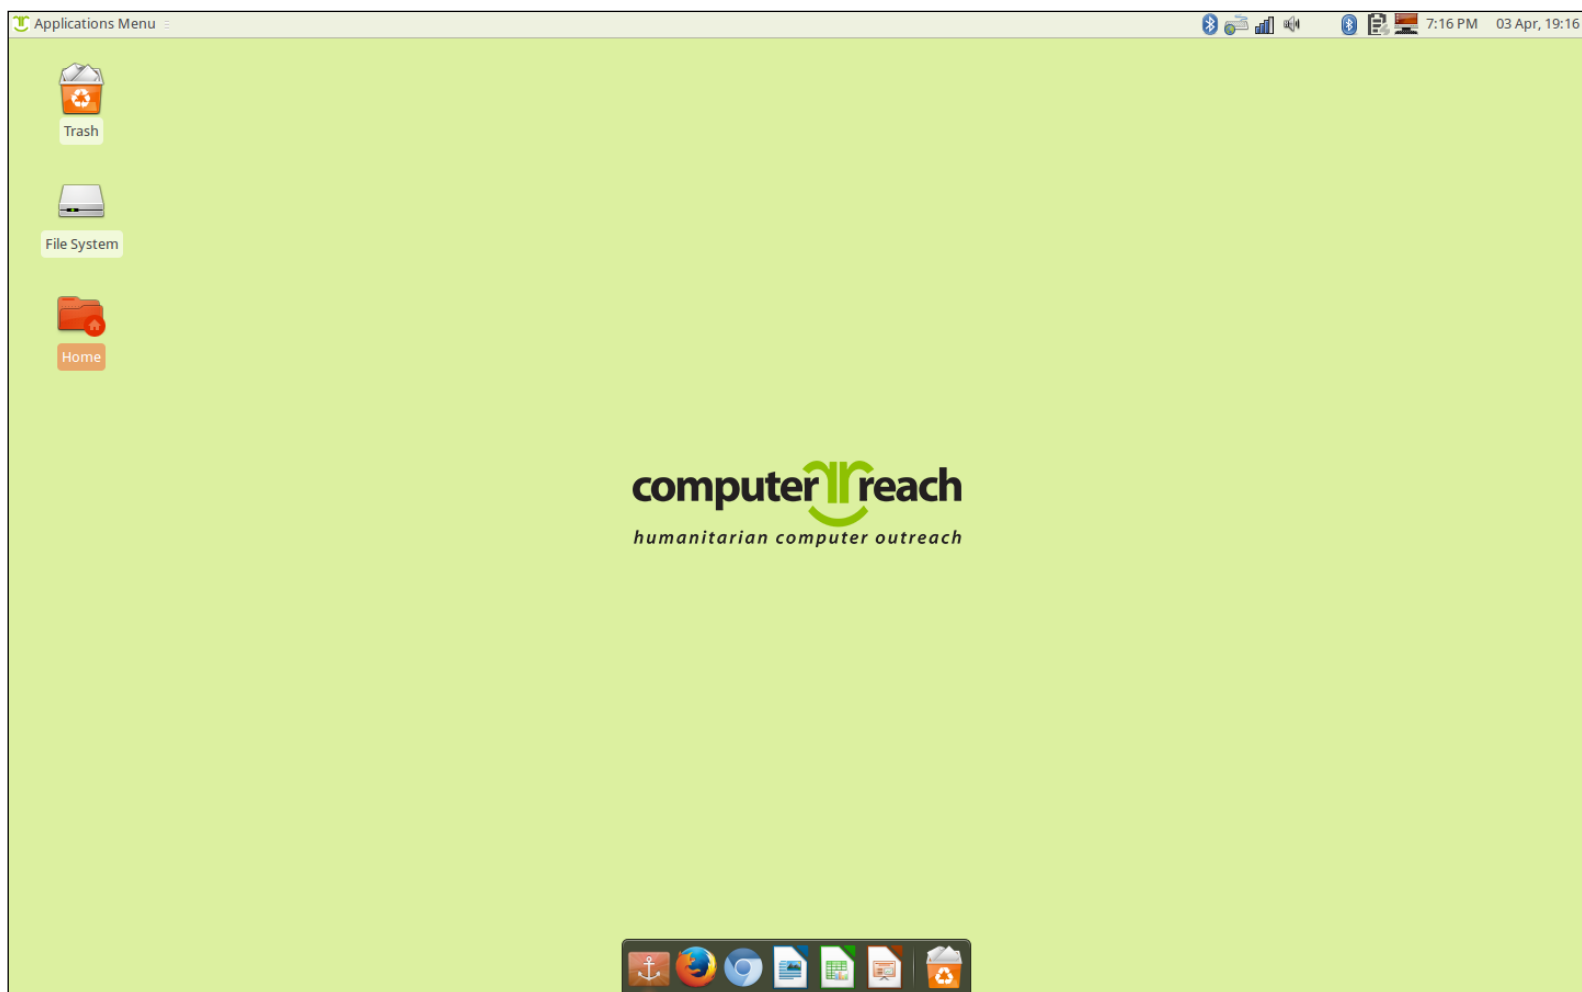 Applications Menu
7:16 PM 03 Apr, 19:16
Trash
File System
Home
computer reach
humanitarian computer outreach